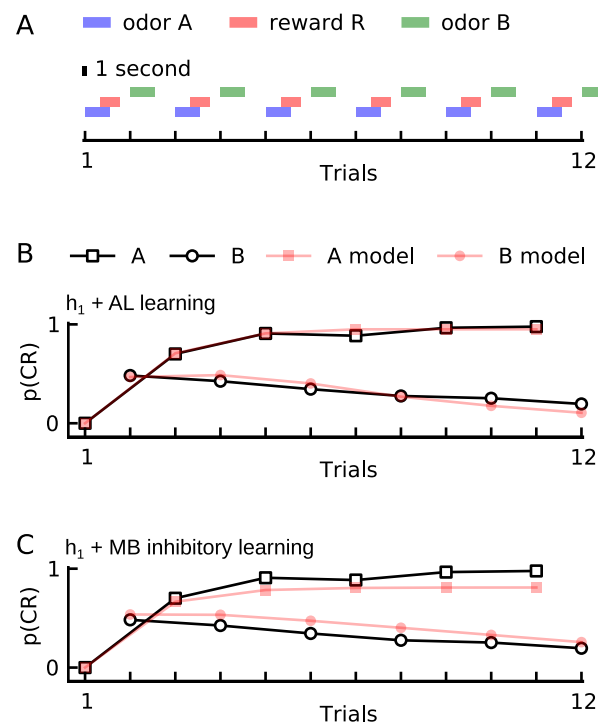 A
odor A reward R odor B
1 second
1 12
Trials
B
A B A model B model
h₁ + AL learning
1
p(CR)
0
1 12
Trials
C
h₁ + MB inhibitory learning
1
p(CR)
0
1 12
Trials